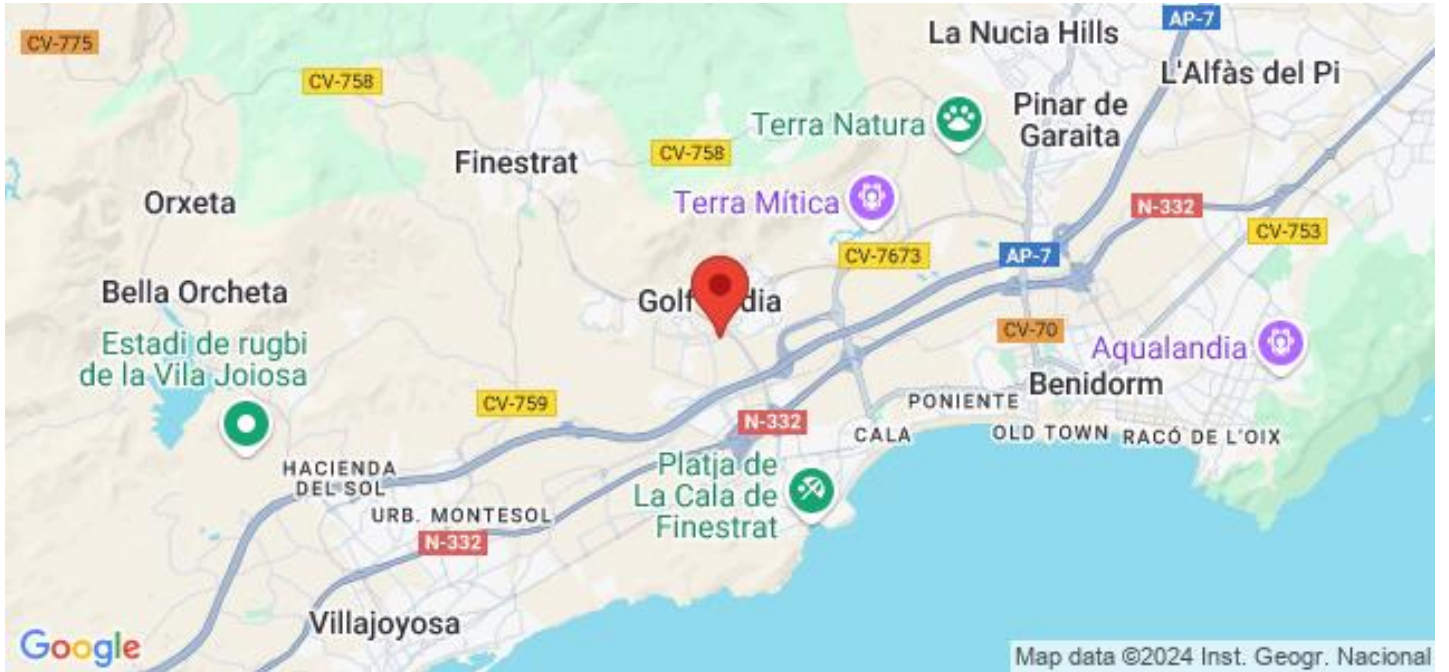 CV-775
CV-758
La Nucia Hills
AP-7
L'Alfàs del Pi
Terra Natura
Pinar de
Garaita
Finestrat
CV-758
Orxeta
Terra Mítica
N-332
CV-753
CV-7673
AP-7
Bella Orcheta
Golf
Estadi de rugbi
de la Vila Joiosa
CV-70
Aqualandia
Benidorm
CV-759
PONIENTE
N-332
CALA
OLD TOWN
RACÓ DE L'OIX
HACIENDA
DEL SOL
Platja de
La Cala de
Finestrat
URB. MONTESOL
N-332
Villajoyosa
Google
Map data ©2024 Inst. Geogr. Nacional